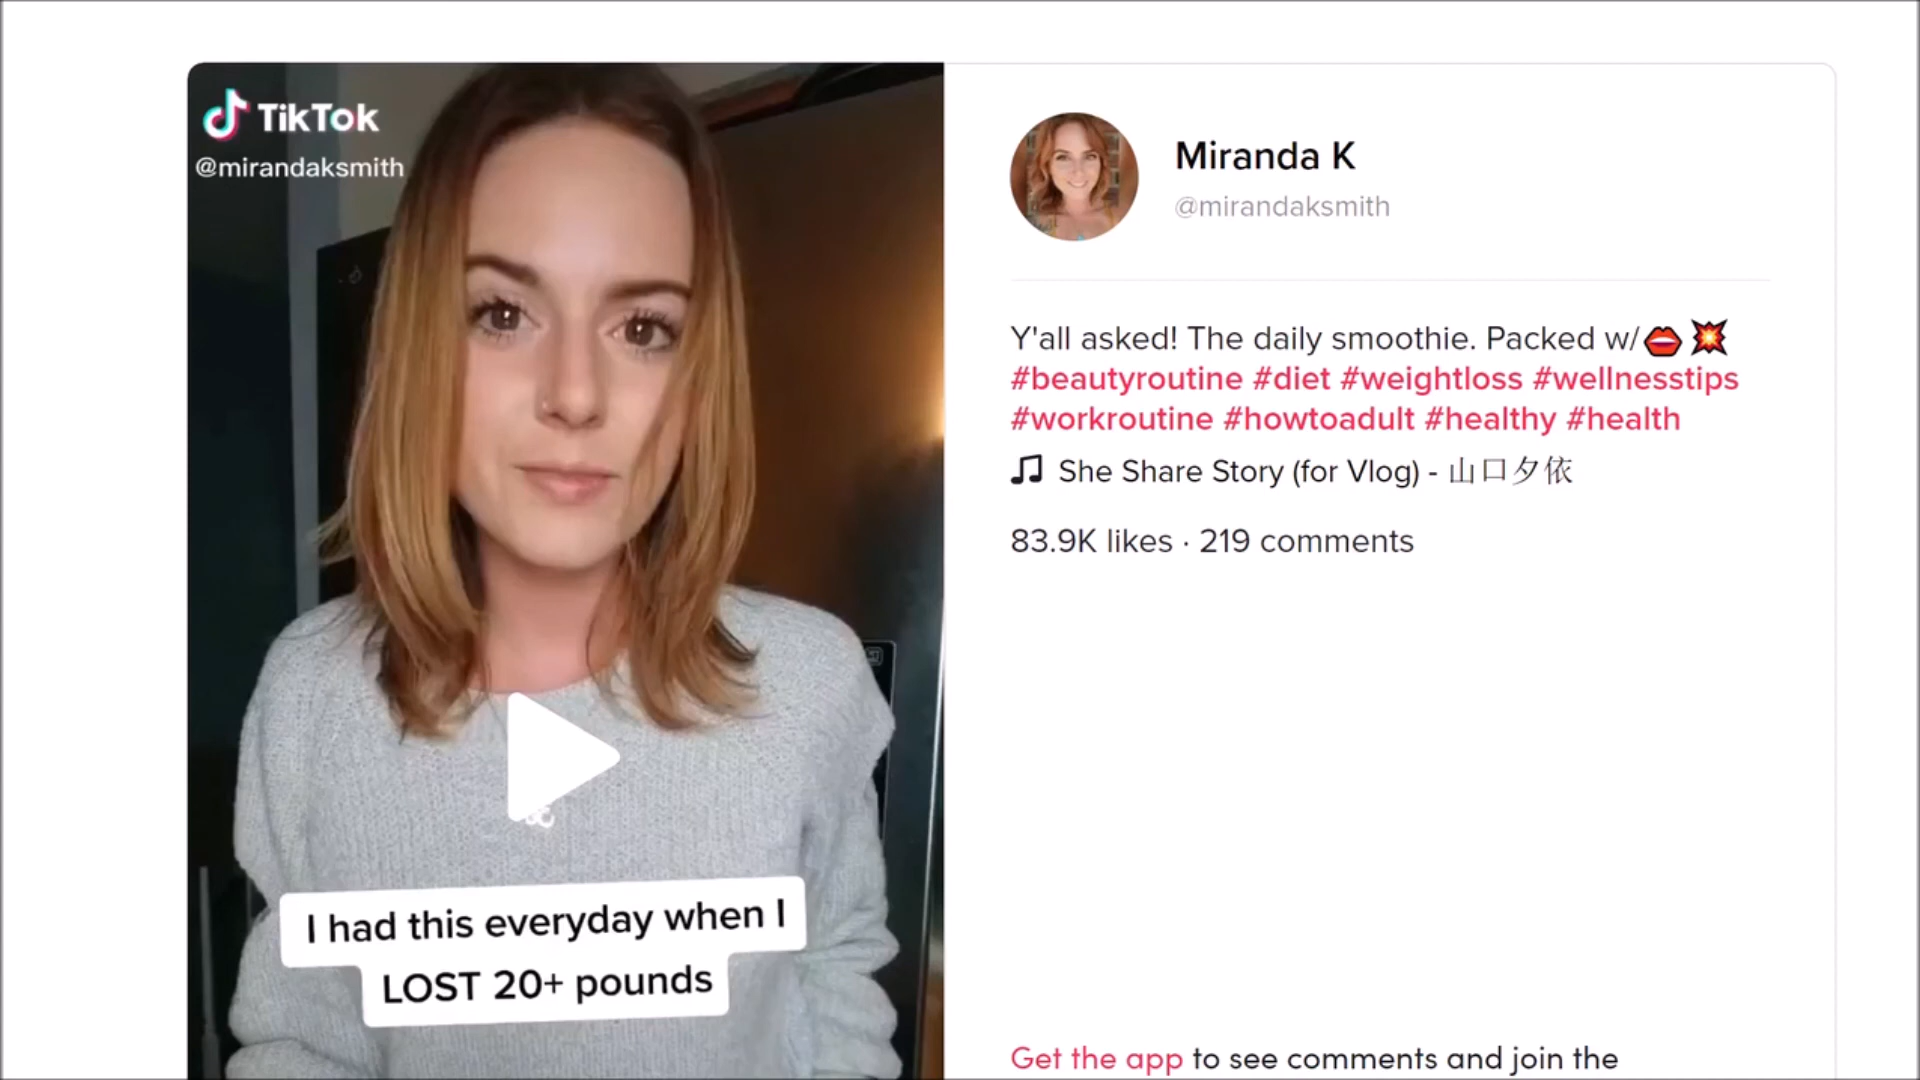 TikTok
@mirandaksmith
I had this everyday when I
LOST 20+ pounds
Miranda K
@mirandaksmith
Y'all asked! The daily smoothie. Packed w/👄💥
#beautyroutine #diet #weightloss #wellnesstips
#workroutine #howtoadult #healthy #health
She Share Story (for Vlog) - 山口夕依
83.9K likes · 219 comments
Get the app to see comments and join the